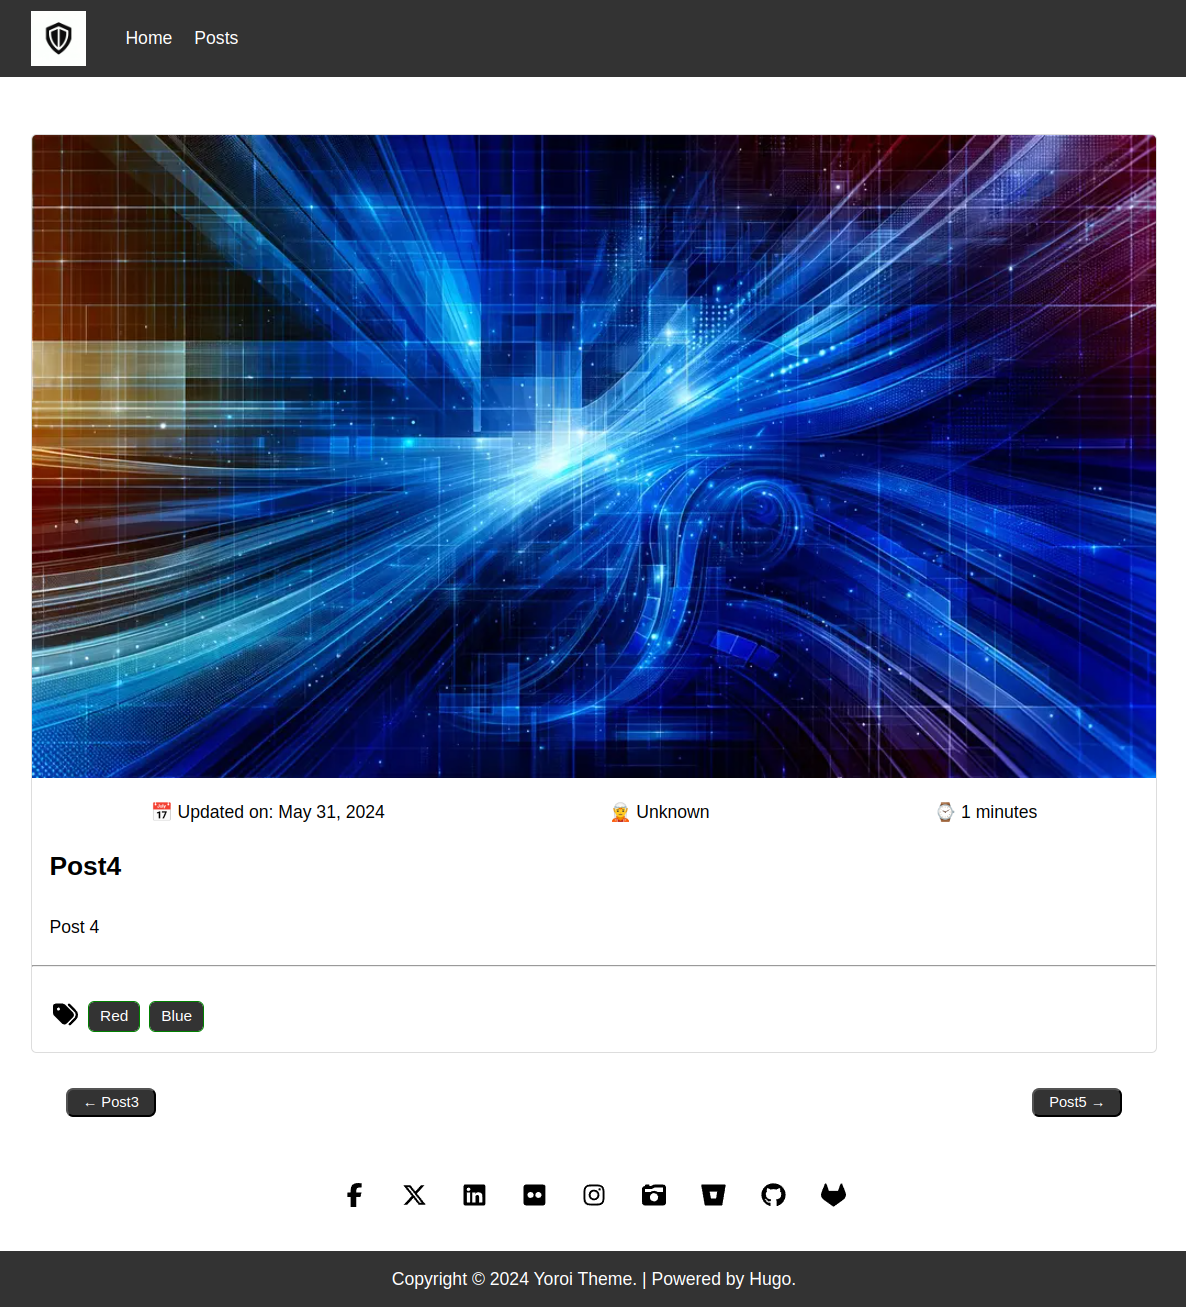 Home Posts
📅 Updated on: May 31, 2024 🧝 Unknown ⌚ 1 minutes
Post4
Post 4
Red Blue
← Post3 Post5 →
Copyright © 2024 Yoroi Theme. | Powered by Hugo.